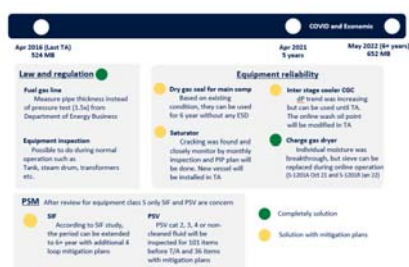 COVID and Economic
Apr 2016 (Last TA)
524 MB
Apr 2021
5 years
May 2022 (6+ years)
652 MB
Law and regulation
Fuel gas line
Measure pipe thickness instead
of pressure test (1.5x) from
Department of Energy Business
Equipment inspection
Possible to do during normal
operation such as
Tank, steam drum, transformers
etc.
Equipment reliability
Dry gas seal for main comp
Based on existing
condition, they can be used
for 6 year without any ESD
Saturator
Cracking was found and
closely monitor by monthly
inspection and PIP plan will
be done. New vessel will
be installed in TA
Inter stage cooler CGC
dP trend was increasing
but can be used until TA.
The online wash oil point
will be modified in TA
Charge gas dryer
Individual moisture was
breakthrough, but sieve can be
replaced during online operation
(S-1201A Oct 21 and S-1201B Jan 22)
PSM After review for equipment class S only SIF and PSV are concern
SIF
According to SIF study,
the period can be extended
to 6+ year with additional 4
loop mitigation plans
PSV
PSV cat 2, 3, 4 or non-
cleaned fluid will be
inspected for 101 items
before T/A and 36 items
with mitigation plans
Completely solution
Solution with mitigation plans